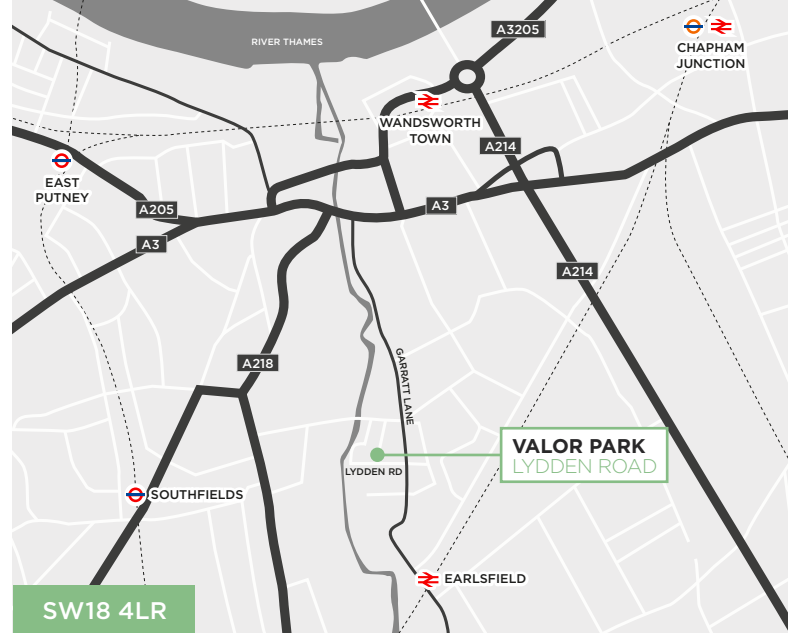 A3205
RIVER THAMES
CHAPHAM
JUNCTION
WANDSWORTH
TOWN
A214
EAST
PUTNEY
A205
A3
A3
A214
A218
GARRATT LANE
VALOR PARK
LYDDEN ROAD
LYDDEN RD
SOUTHFIELDS
EARLSFIELD
SW18 4LR